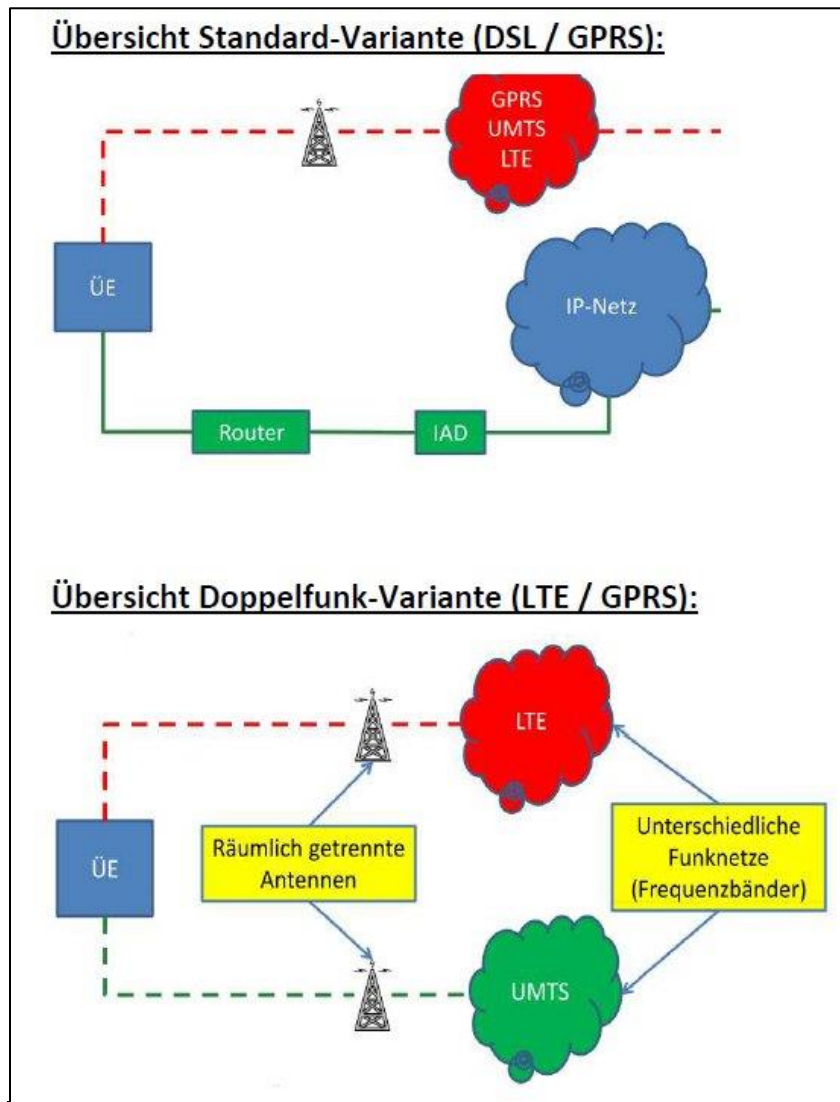 Übersicht Standard-Variante (DSL / GPRS):
GPRS
UMTS
LTE
ÜE
IP-Netz
Router
IAD
Übersicht Doppelfunk-Variante (LTE / GPRS):
LTE
ÜE
Räumlich getrennte
Antennen
Unterschiedliche
Funknetze
(Frequenzbänder)
UMTS